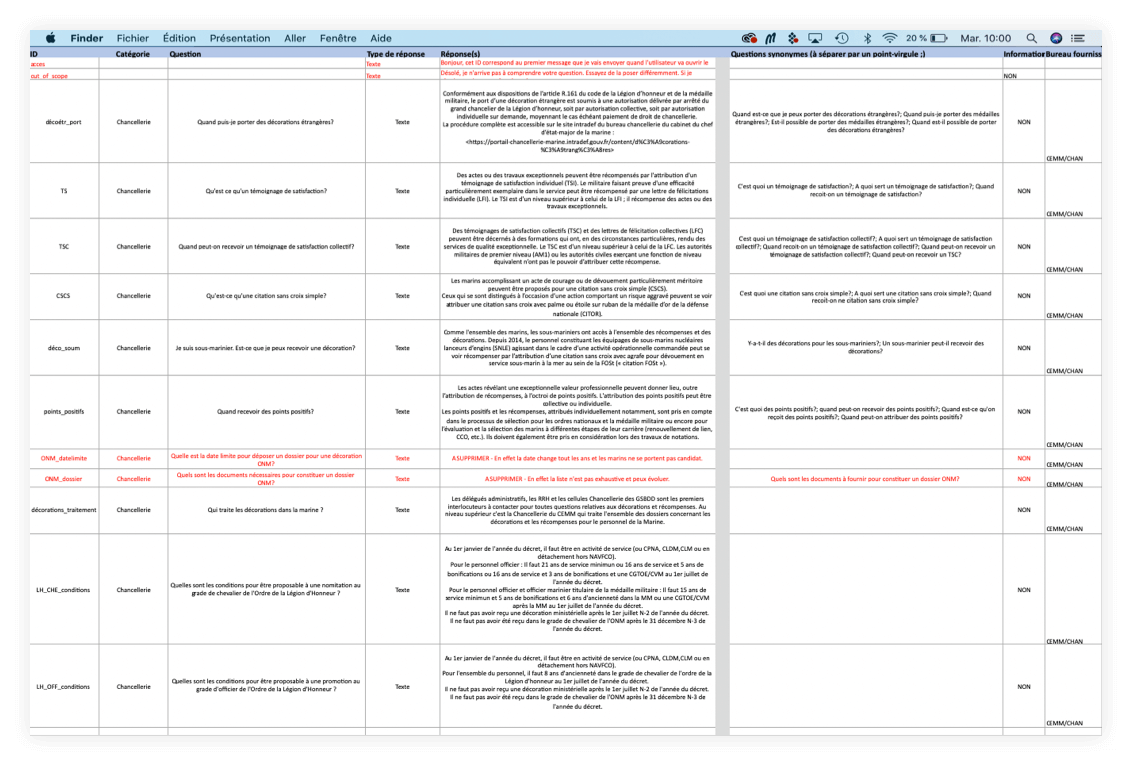 Finder Fichier Édition Présentation Aller Fenêtre Aide 20 % Mar. 10:00
ID Catégorie Question Type de réponse Réponse(s) Questions synonymes (à séparer par un point-virgule ;) Information Bureau fourniss
acces Texte Bonjour, cet ID correspond au premier message que je vais envoyer quand l'utilisateur va ouvrir le
out_of_scope Texte Désolé, je n'arrive pas à comprendre votre question. Essayez de la poser différemment. Si je NON
décoétr_port Chancellerie Quand puis-je porter des décorations étrangères? Texte
Conformément aux dispositions de l'article R.161 du code de la Légion d'honneur et de la médaille
militaire, le port d'une décoration étrangère est soumis à une autorisation délivrée par arrêté du
grand chancelier de la Légion d'honneur, soit par autorisation collective, soit par autorisation
individuelle sur demande, moyennant le cas échéant paiement de droit de chancellerie.
La procédure complète est accessible sur le site intradef du bureau chancellerie du cabinet du chef
d'état-major de la marine :
<https://portail-chancellerie-marine.intradef.gouv.fr/content/d%C3%A9corations-
%C3%A9trang%C3%A8res>
Quand est-ce que je peux porter des décorations étrangères?; Quand puis-je porter des médailles
étrangères?; Est-il possible de porter des médailles étrangères?; Quand est-il possible de porter
des décorations étrangères?
NON
CEMM/CHAN
TS Chancellerie Qu'est ce qu'un témoignage de satisfaction? Texte
Des actes ou des travaux exceptionnels peuvent être récompensés par l'attribution d'un
témoignage de satisfaction individuel (TSI). Le militaire faisant preuve d'une efficacité
particulièrement exemplaire dans le service peut être récompensé par une lettre de félicitations
individuelle (LFI). Le TSI est d'un niveau supérieur à celui de la LFI ; il récompense des actes ou des
travaux exceptionnels.
C'est quoi un témoignage de satisfaction?; A quoi sert un témoignage de satisfaction?; Quand
recoit-on un témoignage de satisfaction?
NON
CEMM/CHAN
TSC Chancellerie Quand peut-on recevoir un témoignage de satisfaction collectif? Texte
Des témoignages de satisfaction collectifs (TSC) et des lettres de félicitation collectives (LFC)
peuvent être décernés à des formations qui ont, en des circonstances particulières, rendu des
services de qualité exceptionnelle. Le TSC est d'un niveau supérieur à celui de la LFC. Les autorités
militaires de premier niveau (AM1) ou les autorités civiles exerçant une fonction de niveau
équivalent n'ont pas le pouvoir d'attribuer cette récompense.
C'est quoi un témoignage de satisfaction collectif?; A quoi sert un témoignage de satisfaction
collectif?; Quand recoit-on un témoignage de satisfaction collectif?; Quand peut-on recevoir un
témoignage de satisfaction collectif?; Quand peut-on recevoir un TSC?
NON
CEMM/CHAN
CSCS Chancellerie Qu'est-ce qu'une citation sans croix simple? Texte
Les marins accomplissant un acte de courage ou de dévouement particulièrement méritoire
peuvent être proposés pour une citation sans croix simple (CSCS).
Ceux qui se sont distingués à l'occasion d'une action comportant un risque aggravé peuvent se voir
attribuer une citation sans croix avec palme ou étoile sur ruban de la médaille d'or de la défense
nationale (CITOR).
C'est quoi une citation sans croix simple?; A quoi sert une citation sans croix simple?; Quand
recoit-on ne citation sans croix simple?
NON
CEMM/CHAN
déco_soum Chancellerie Je suis sous-marinier. Est-ce que je peux recevoir une décoration? Texte
Comme l'ensemble des marins, les sous-mariniers ont accès à l'ensemble des récompenses et des
décorations. Depuis 2014, le personnel constituant les équipages de sous-marins nucléaires
lanceurs d'engins (SNLE) agissant dans le cadre d'une activité opérationnelle commandée peut se
voir récompenser par l'attribution d'une citation sans croix avec agrafe pour dévouement en
service sous-marin à la mer au sein de la FOSt (« citation FOSt »).
Y-a-t-il des décorations pour les sous-mariniers?; Un sous-marinier peut-il recevoir des
décorations?
NON
CEMM/CHAN
points_positifs Chancellerie Quand recevoir des points positifs? Texte
Les actes révélant une exceptionnelle valeur professionnelle peuvent donner lieu, outre
l'attribution de récompenses, à l'octroi de points positifs. L'attribution des points positifs peut être
collective ou individuelle.
Les points positifs et les récompenses, attribués individuellement notamment, sont pris en compte
dans le processus de sélection pour les ordres nationaux et la médaille militaire ou encore pour
l'évaluation et la sélection des marins à différentes étapes de leur carrière (renouvellement de lien,
CCO, etc.). Ils doivent également être pris en considération lors des travaux de notations.
C'est quoi des points positifs?; quand peut-on recevoir des points positifs?; Quand est-ce qu'on
reçoit des points positifs?; Quand peut-on attribuer des points positifs?
NON
CEMM/CHAN
ONM_datelimite Chancellerie Quelle est la date limite pour déposer un dossier pour une décoration
ONM?
Texte ASUPPRIMER - En effet la date change tout les ans et les marins ne se portent pas candidat. NON
CEMM/CHAN
ONM_dossier Chancellerie Quels sont les documents nécessaires pour constituer un dossier
ONM?
Texte ASUPPRIMER - En effet la liste n'est pas exhaustive et peux évoluer. Quels sont les documents à fournir pour constituer un dossier ONM? NON
CEMM/CHAN
décorations_traitement Chancellerie Qui traite les décorations dans la marine ? Texte
Les délégués administratifs, les RRH et les cellules Chancellerie des GSBDD sont les premiers
interlocuteurs à contacter pour toutes questions relatives aux décorations et récompenses. Au
niveau supérieur c'est la Chancellerie du CEMM qui traite l'ensemble des dossiers concernant les
décorations et les récompenses pour le personnel de la Marine.
NON
CEMM/CHAN
LH_CHE_conditions Chancellerie Quelles sont les conditions pour être proposable à une nomitation au
grade de chevalier de l'Ordre de la Légion d'Honneur ?
Texte
Au 1er janvier de l'année du décret, il faut être en activité de service (ou CPNA, CLDM,CLM ou en
détachement hors NAVFCO).
Pour le personnel officier : Il faut 21 ans de service minimun ou 16 ans de service et 5 ans de
bonifications ou 16 ans de service et 3 ans de bonifications et une CGTOE/CVM au 1er juillet de
l'année du décret.
Pour le personnel officier et officier marinier titulaire de la médaille militaire : Il faut 15 ans de
service minimun et 5 ans de bonifications et 6 ans d'ancienneté dans la MM ou une CGTOE/CVM
après la MM au 1er juillet de l'année du décret.
Il ne faut pas avoir reçu une décoration ministérielle après le 1er juillet N-2 de l'année du décret.
Il ne faut pas avoir été reçu dans le grade de chevalier de l'ONM après le 31 décembre N-3 de
l'année du décret.
NON
CEMM/CHAN
LH_OFF_conditions Chancellerie Quelles sont les conditions pour être proposable à une promotion au
grade d'officier de l'Ordre de la Légion d'Honneur ?
Texte
Au 1er janvier de l'année du décret, il faut être en activité de service (ou CPNA, CLDM,CLM ou en
détachement hors NAVFCO).
Pour l'ensemble du personnel, il faut 8 ans d'ancienneté dans le grade de chevalier de l'ordre de la
Légion d'honneur au 1er juillet de l'année du décret.
Il ne faut pas avoir reçu une décoration ministérielle après le 1er juillet N-2 de l'année du décret.
Il ne faut pas avoir été reçu dans le grade de chevalier de l'ONM après le 31 décembre N-3 de
l'année du décret.
NON
CEMM/CHAN